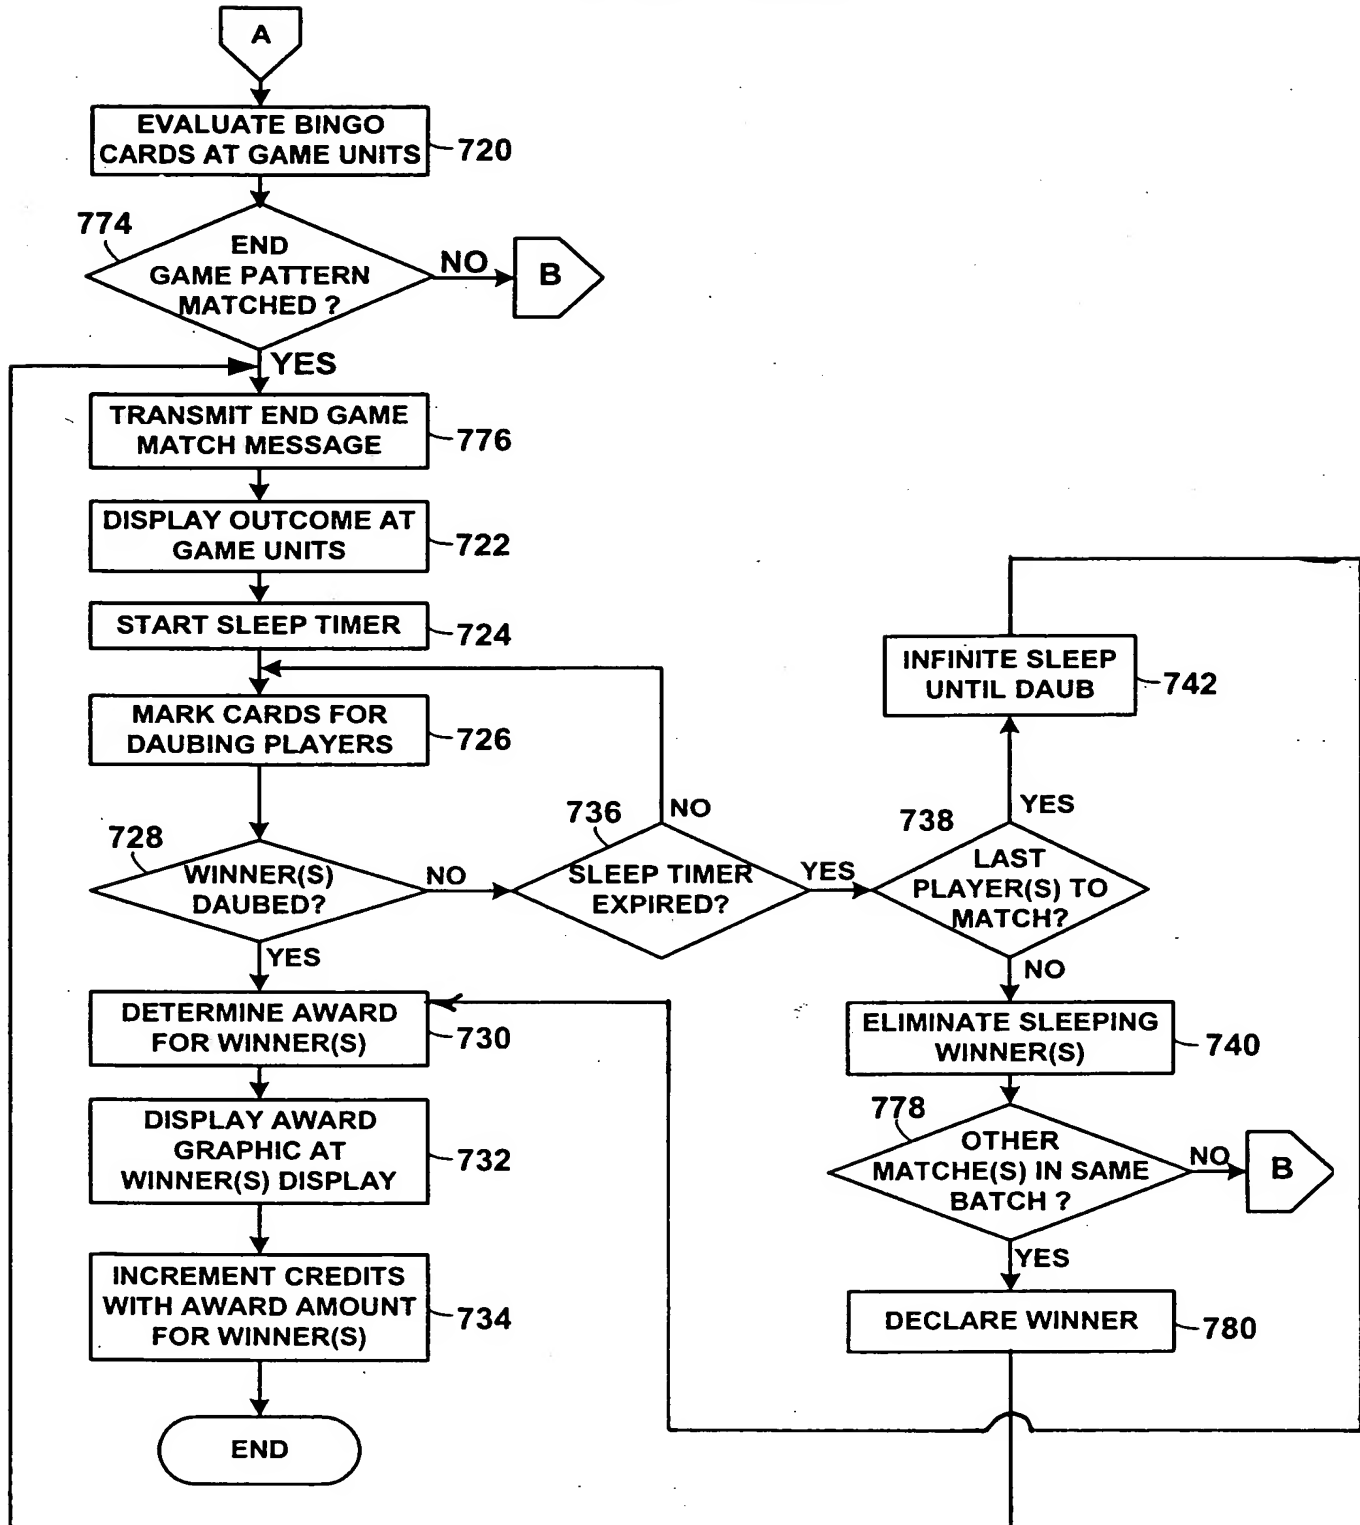 A
EVALUATE BINGO
CARDS AT GAME UNITS
720
774
END
GAME PATTERN
MATCHED ?
NO
B
YES
TRANSMIT END GAME
MATCH MESSAGE
776
DISPLAY OUTCOME AT
GAME UNITS
722
START SLEEP TIMER
724
MARK CARDS FOR
DAUBING PLAYERS
726
728
WINNER(S)
DAUBED?
NO
YES
736
SLEEP TIMER
EXPIRED?
NO
YES
738
LAST
PLAYER(S) TO
MATCH?
YES
INFINITE SLEEP
UNTIL DAUB
742
NO
ELIMINATE SLEEPING
WINNER(S)
740
778
OTHER
MATCHE(S) IN SAME
BATCH ?
NO
B
YES
DECLARE WINNER
780
DETERMINE AWARD
FOR WINNER(S)
730
DISPLAY AWARD
GRAPHIC AT
WINNER(S) DISPLAY
732
INCREMENT CREDITS
WITH AWARD AMOUNT
FOR WINNER(S)
734
END